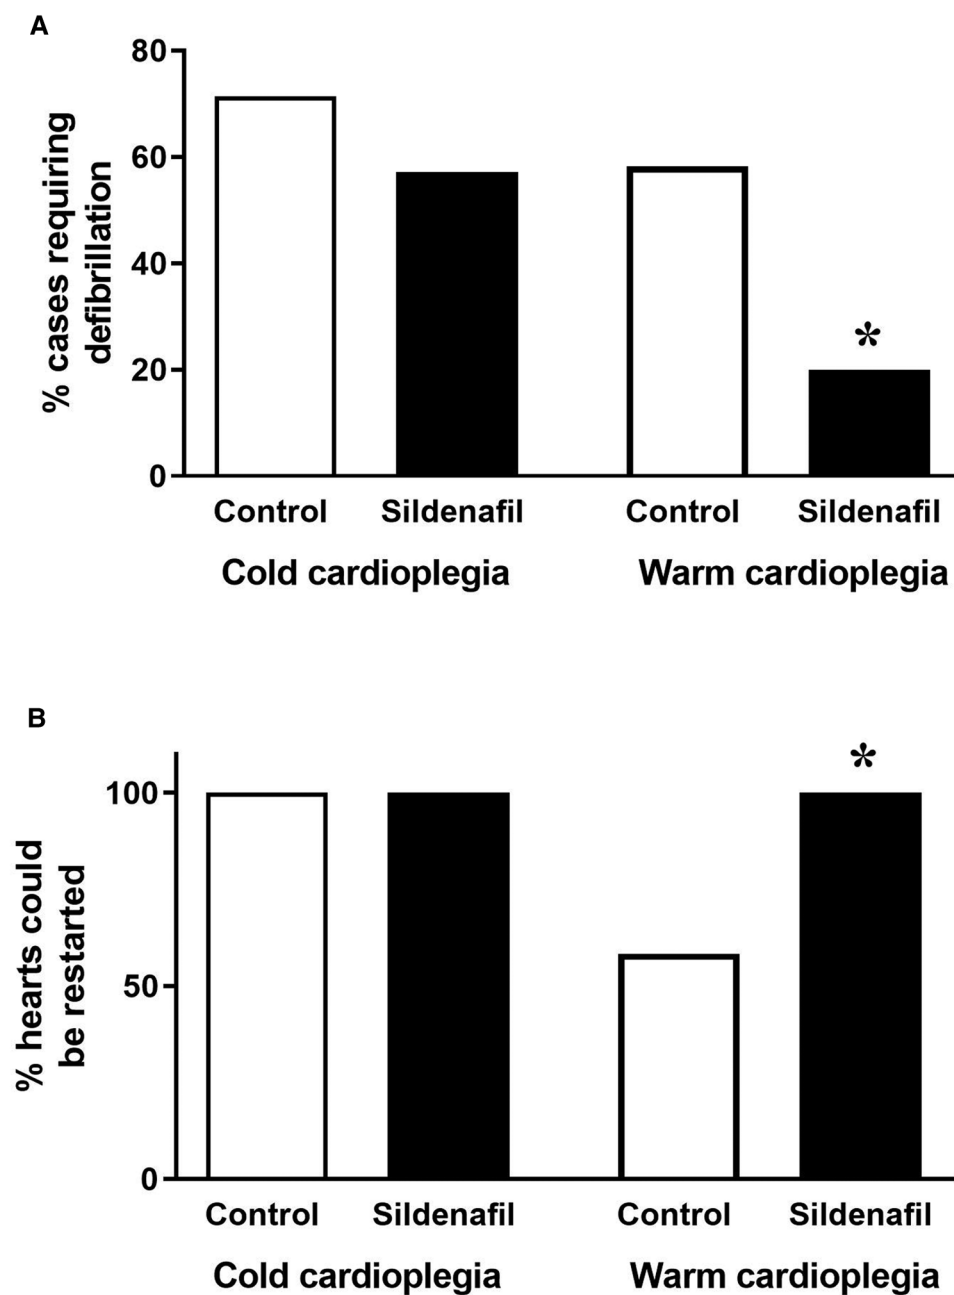 A
80
60
40
20
0
% cases requiring
defibrillation
*
Control Sildenafil Control Sildenafil
Cold cardioplegia Warm cardioplegia
B
100
50
0
% hearts could
be restarted
*
Control Sildenafil Control Sildenafil
Cold cardioplegia Warm cardioplegia